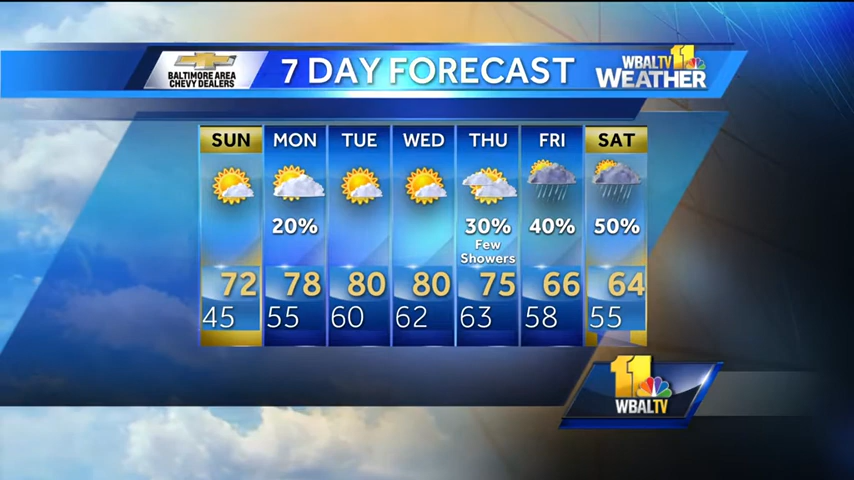 BALTIMORE AREA
CHEVY DEALERS
7 DAY FORECAST
WBALTV 11
WEATHER
SUN MON TUE WED THU FRI SAT
20% 30% 40% 50%
Few
Showers
72 78 80 80 75 66 64
45 55 60 62 63 58 55
11
WBALTV